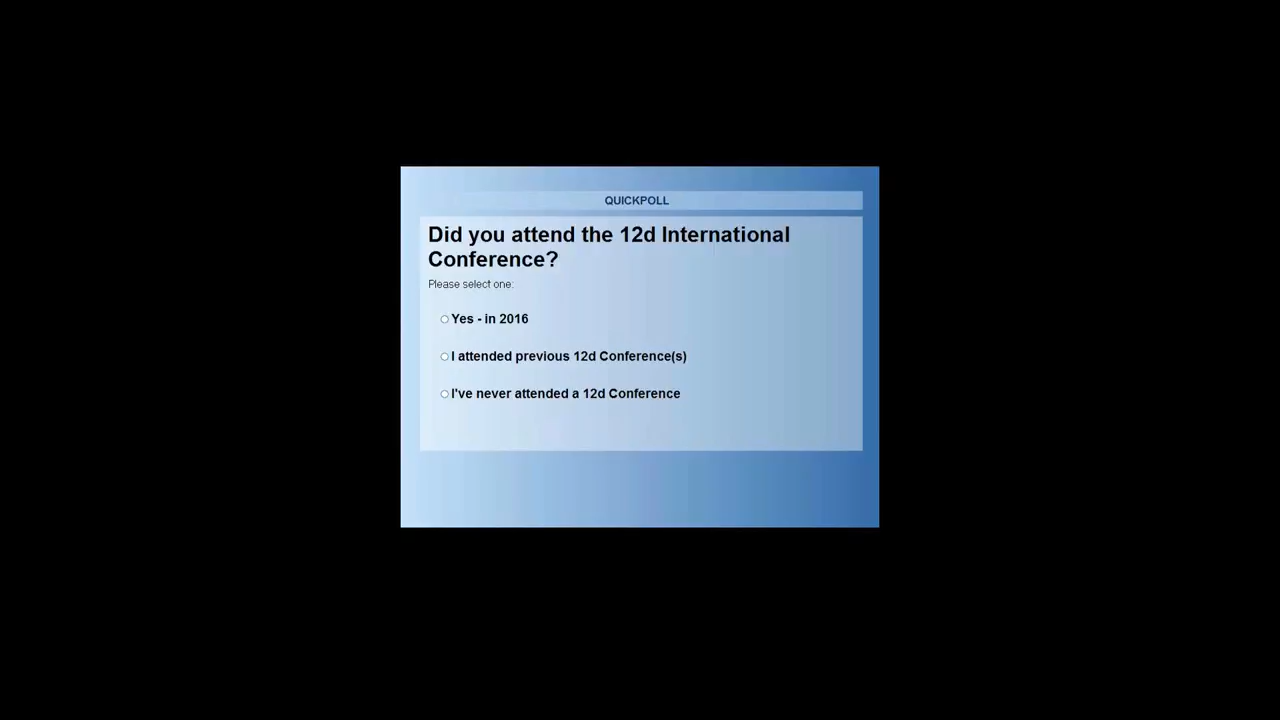 QUICKPOLL
Did you attend the 12d International
Conference?
Please select one:
Yes - in 2016
I attended previous 12d Conference(s)
I've never attended a 12d Conference